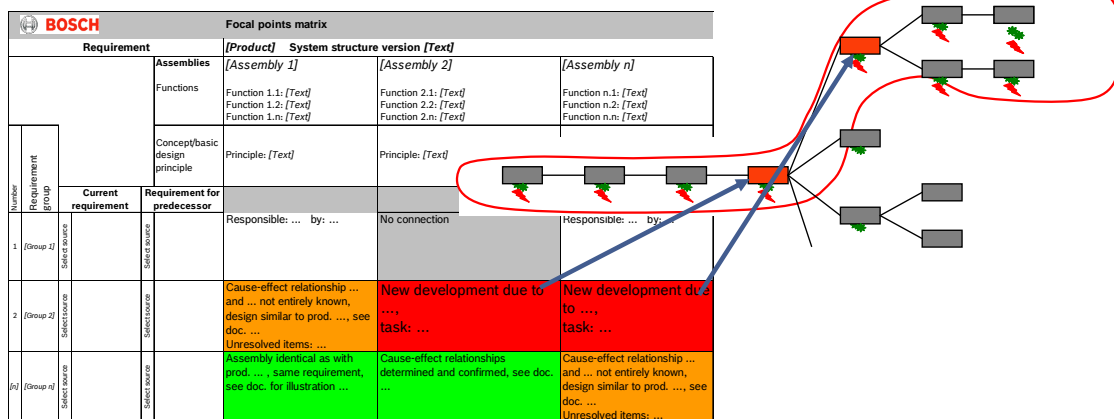 BOSCH
Focal points matrix
Requirement
[Product] System structure version [Text]
Assemblies
Functions
[Assembly 1]
Function 1.1: [Text]
Function 1.2: [Text]
Function 1.n: [Text]
[Assembly 2]
Function 2.1: [Text]
Function 2.2: [Text]
Function 2.n: [Text]
[Assembly n]
Function n.1: [Text]
Function n.2: [Text]
Function n.n: [Text]
Concept/basic
design
principle
Principle: [Text]
Principle: [Text]
Number
Requirement
group
Current
requirement
Requirement for
predecessor
1
[Group 1]
Select source
Select source
Responsible: ... by: ...
No connection
Responsible: ... by: ...
2
[Group 2]
Select source
Select source
Cause-effect relationship ...
and ... not entirely known,
design similar to prod. ..., see
doc. ...
Unresolved items: ...
New development due to
...,
task: ...
New development due
to ...,
task: ...
[n]
[Group n]
Select source
Select source
Assembly identical as with
prod. ... , same requirement,
see doc. for illustration ...
Cause-effect relationships
determined and confirmed, see doc.
...
Cause-effect relationship ...
and ... not entirely known,
design similar to prod. ..., see
doc. ...
Unresolved items: ...